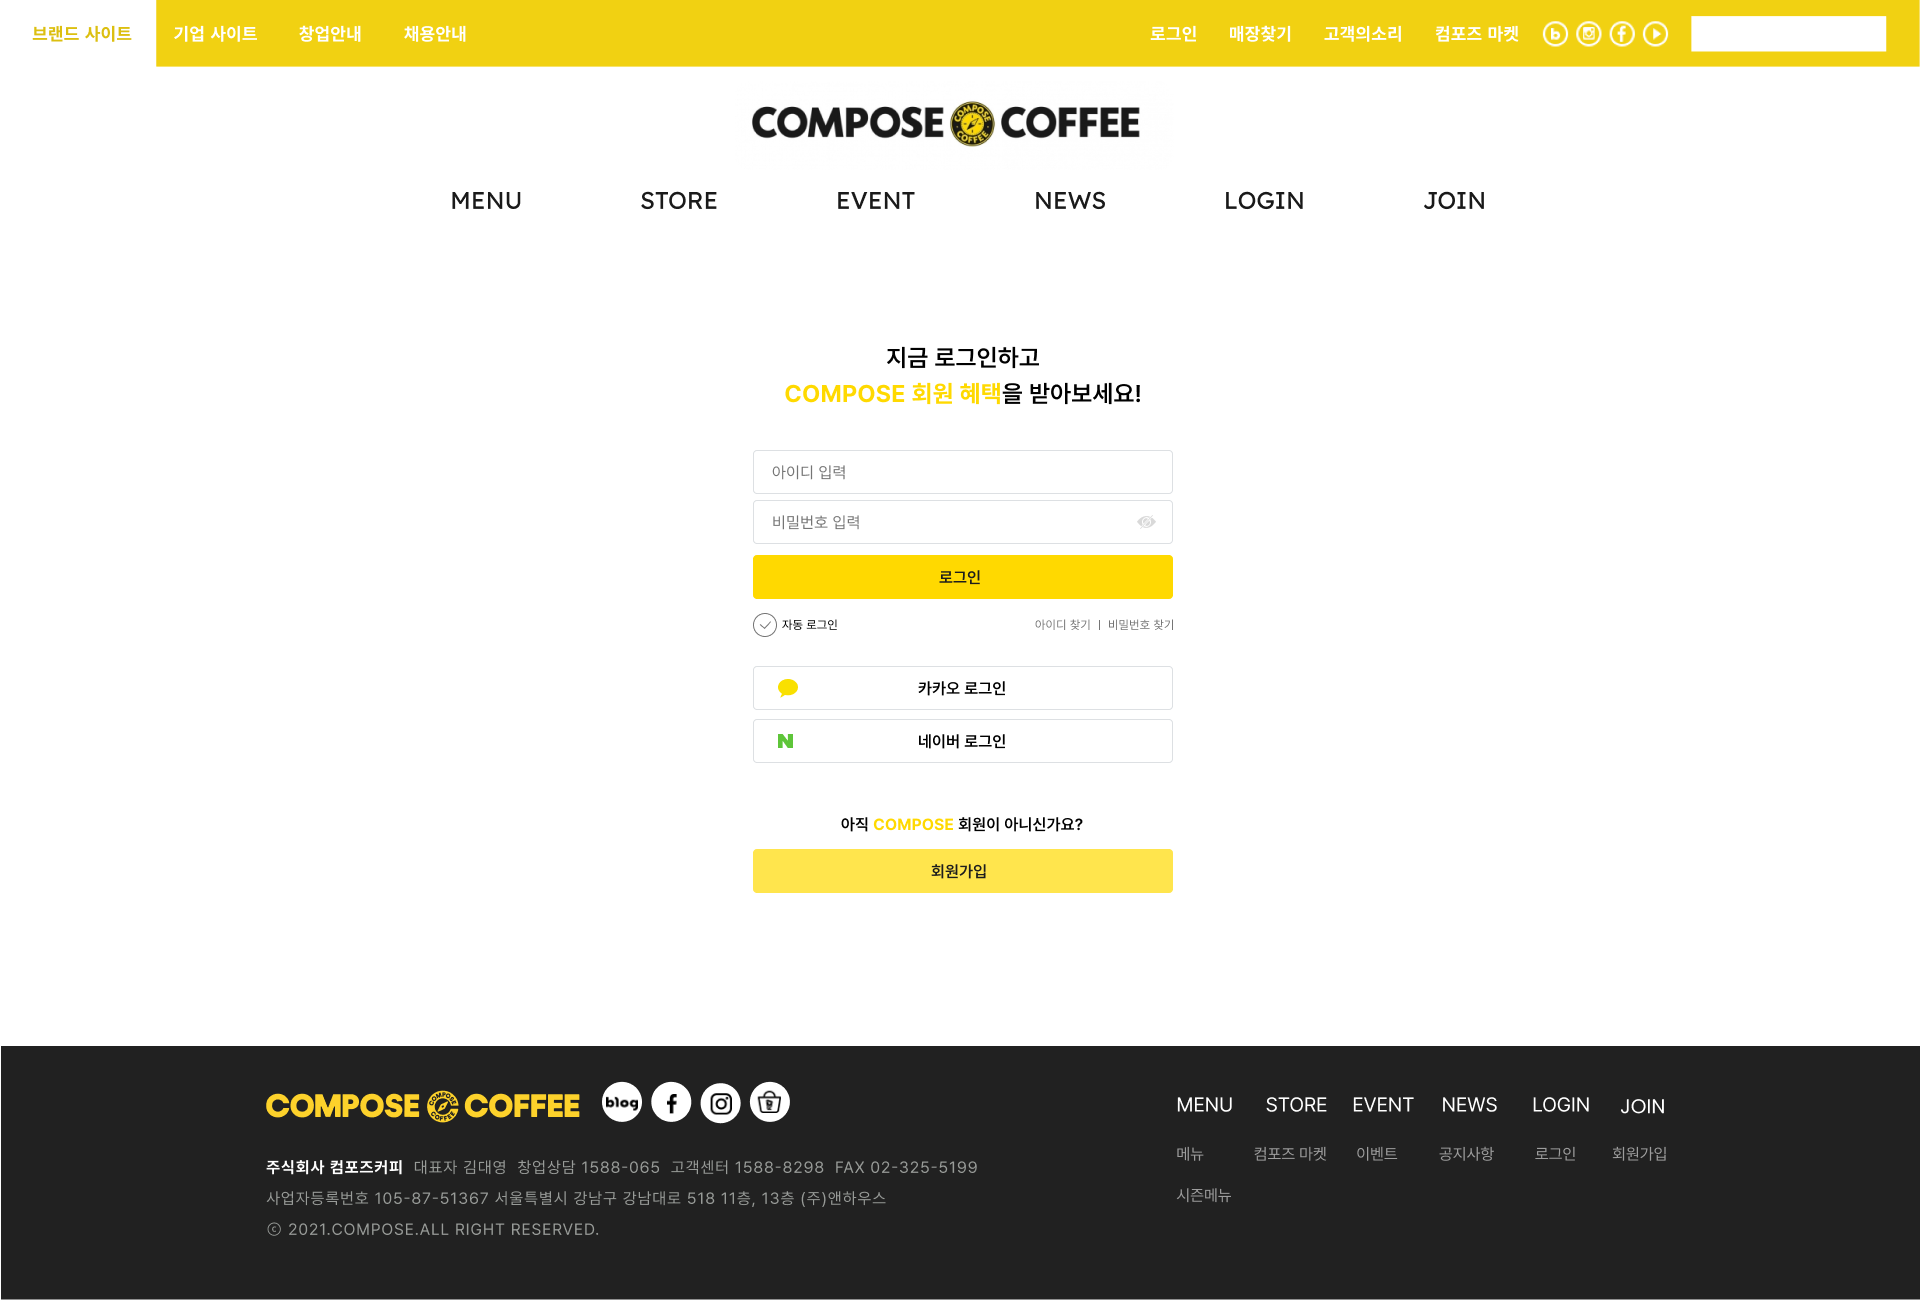 브랜드 사이트 기업 사이트 창업안내 채용안내 로그인 매장찾기 고객의소리 컴포즈 마켓
COMPOSE COMPOSE COFFEE COFFEE
MENU STORE EVENT NEWS LOGIN JOIN
지금 로그인하고
COMPOSE 회원 혜택을 받아보세요!
아이디 입력
비밀번호 입력
로그인
자동 로그인 아이디 찾기 | 비밀번호 찾기
카카오 로그인
N 네이버 로그인
아직 COMPOSE 회원이 아니신가요?
회원가입
COMPOSE COMPOSE COFFEE COFFEE blog
MENU STORE EVENT NEWS LOGIN JOIN
메뉴 컴포즈 마켓 이벤트 공지사항 로그인 회원가입
시즌메뉴
주식회사 컴포즈커피 대표자 김대영 창업상담 1588-065 고객센터 1588-8298 FAX 02-325-5199
사업자등록번호 105-87-51367 서울특별시 강남구 강남대로 518 11층, 13층 (주)앤하우스
ⓒ 2021.COMPOSE.ALL RIGHT RESERVED.